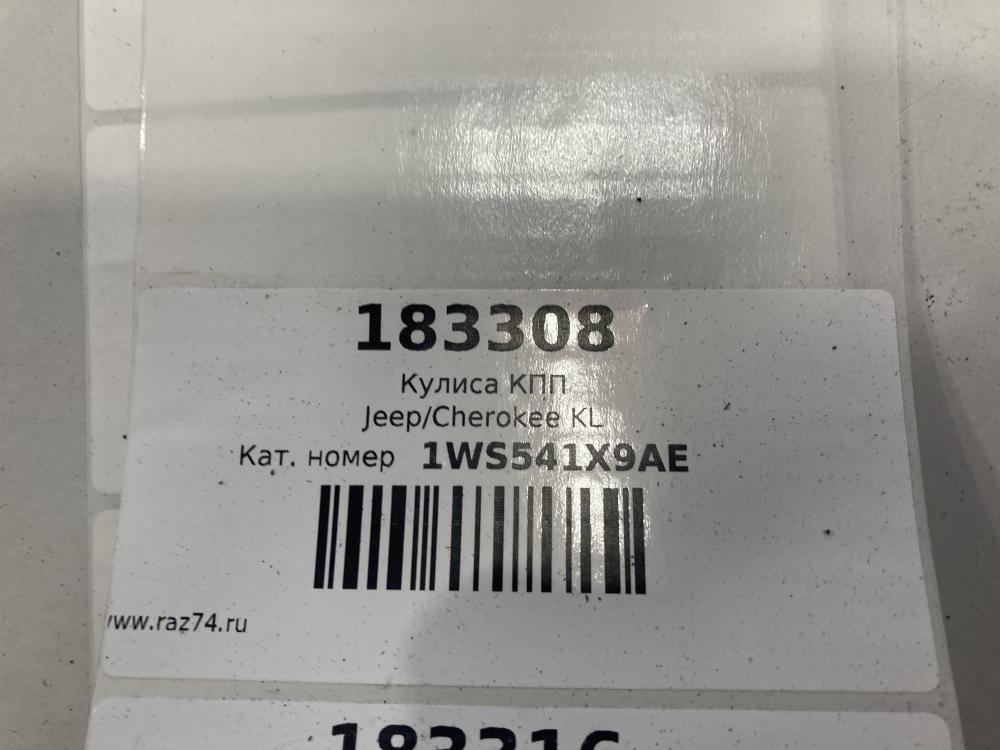 183308
Кулиса КПП
Jeep/Cherokee KL
Кат. номер 1WS541X9AE
www.raz74.ru